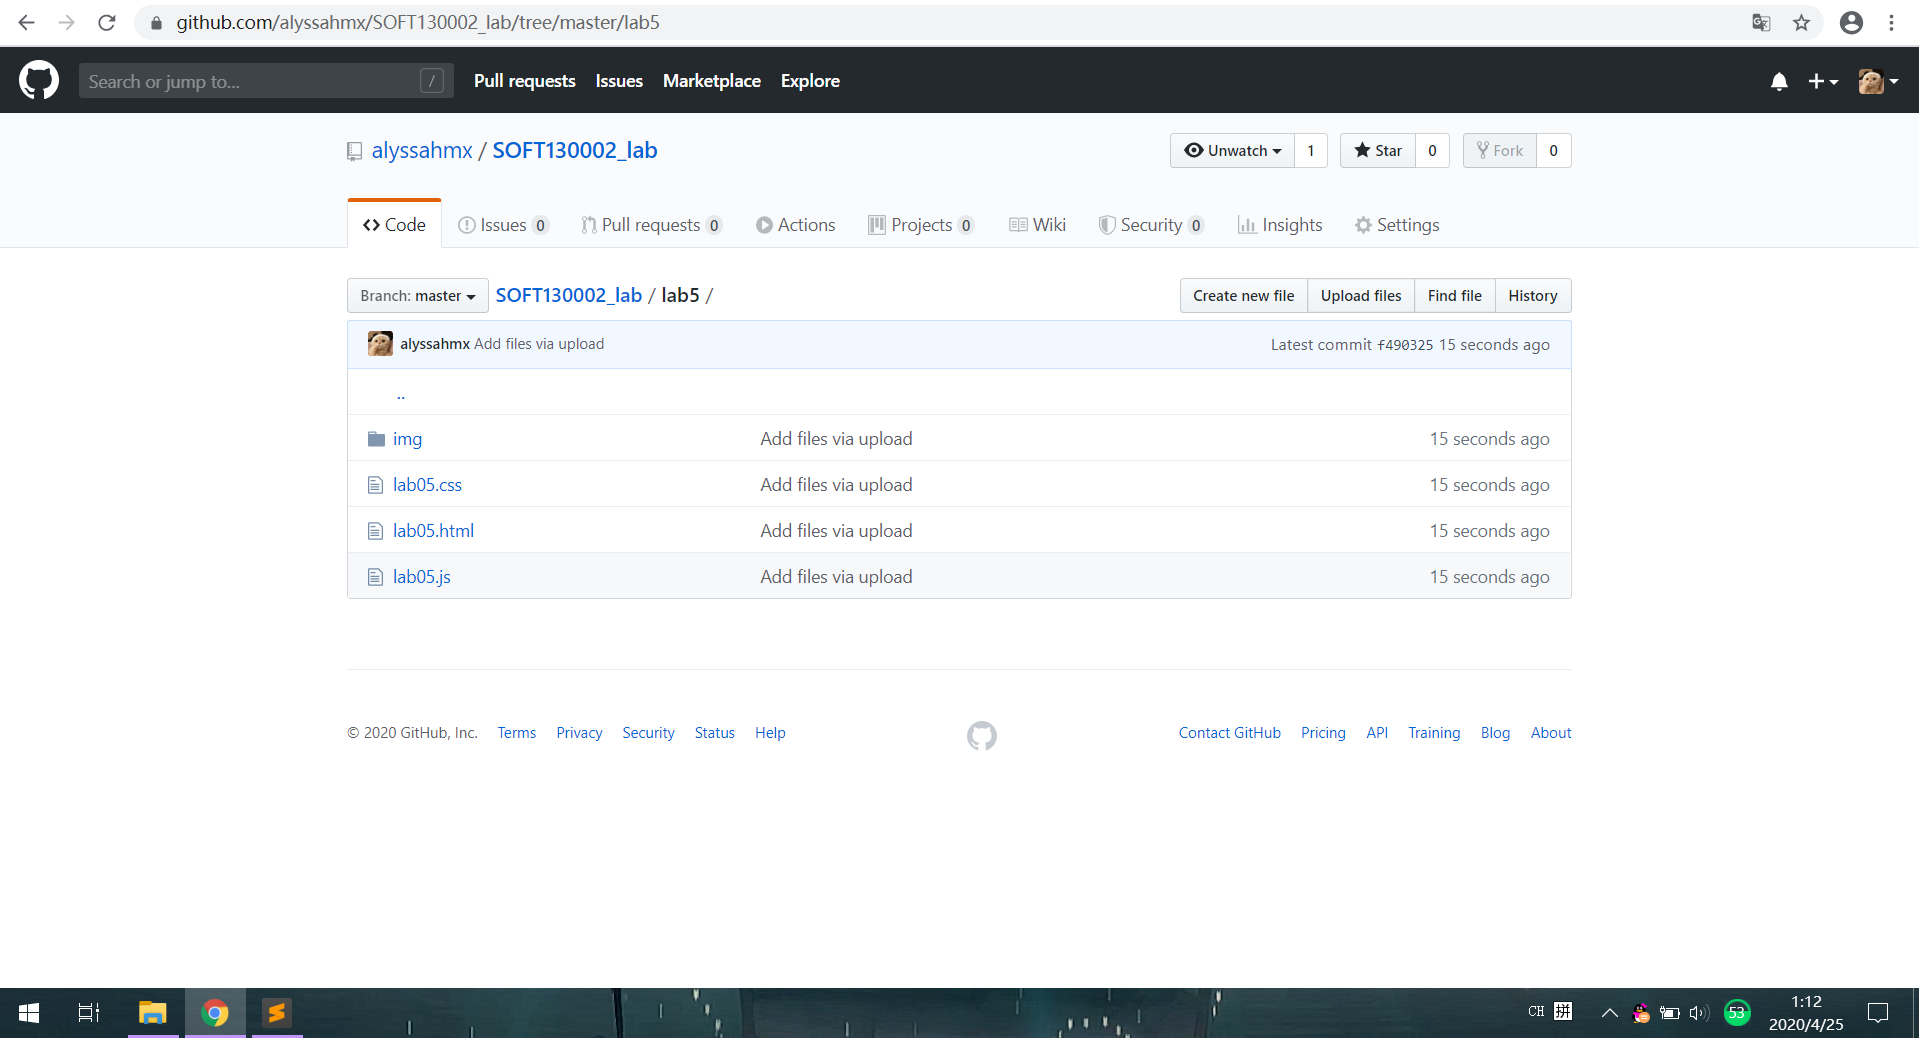 github.com/alyssahmx/SOFT130002_lab/tree/master/lab5
Search or jump to... / Pull requests Issues Marketplace Explore
alyssahmx / SOFT130002_lab Unwatch 1 Star 0 Fork 0
Code Issues 0 Pull requests 0 Actions Projects 0 Wiki Security 0 Insights Settings
Branch: master SOFT130002_lab / lab5 / Create new file Upload files Find file History
alyssahmx Add files via upload Latest commit f490325 15 seconds ago
..
img Add files via upload 15 seconds ago
lab05.css Add files via upload 15 seconds ago
lab05.html Add files via upload 15 seconds ago
lab05.js Add files via upload 15 seconds ago
© 2020 GitHub, Inc. Terms Privacy Security Status Help Contact GitHub Pricing API Training Blog About
CH 拼 53 1:12
2020/4/25